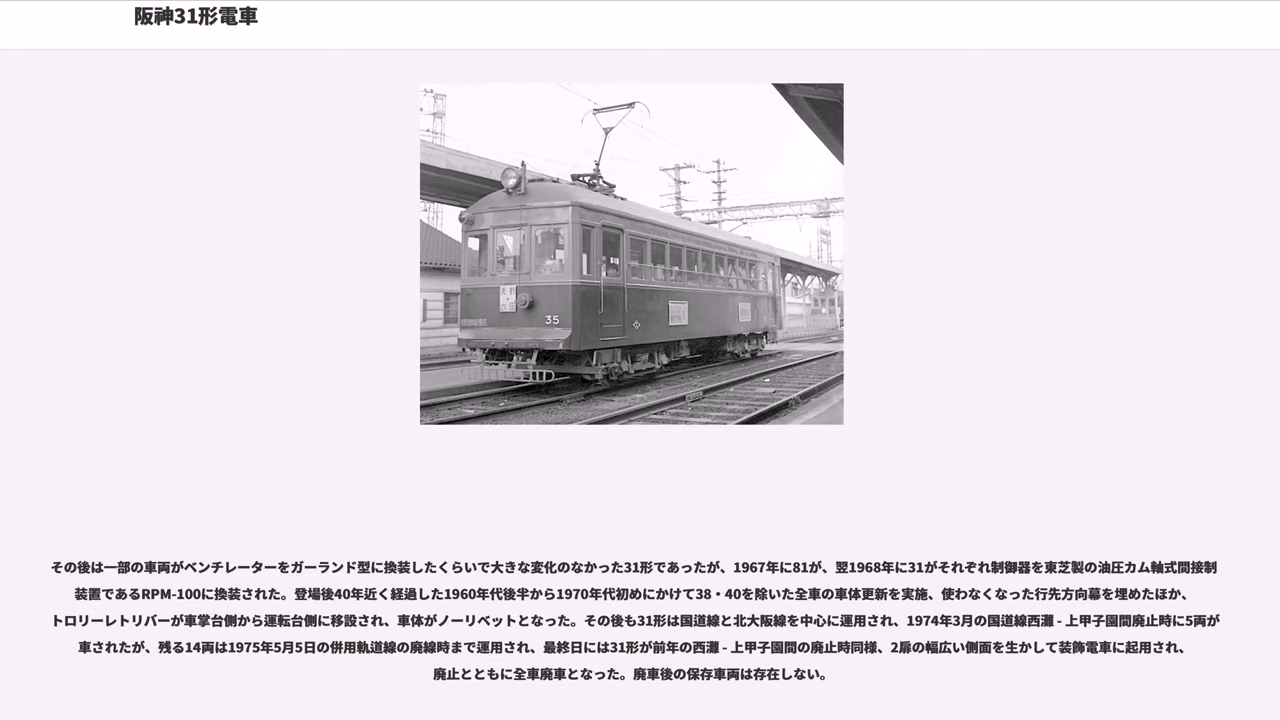 阪神31形電車
35
その後は一部の車両がベンチレーターをガーランド型に換装したくらいで大きな変化のなかった31形であったが、1967年に81が、翌1968年に31がそれぞれ制御器を東芝製の油圧カム軸式間接制
装置であるRPM-100に換装された。登場後40年近く経過した1960年代後半から1970年代初めにかけて38・40を除いた全車の車体更新を実施、使わなくなった行先方向幕を埋めたほか、
トロリーレトリバーが車掌台側から運転台側に移設され、車体がノーリベットとなった。その後も31形は国道線と北大阪線を中心に運用され、1974年3月の国道線西灘 - 上甲子園間廃止時に5両が
車されたが、残る14両は1975年5月5日の併用軌道線の廃線時まで運用され、最終日には31形が前年の西灘 - 上甲子園間の廃止時同様、2扉の幅広い側面を生かして装飾電車に起用され、
廃止とともに全車廃車となった。廃車後の保存車両は存在しない。